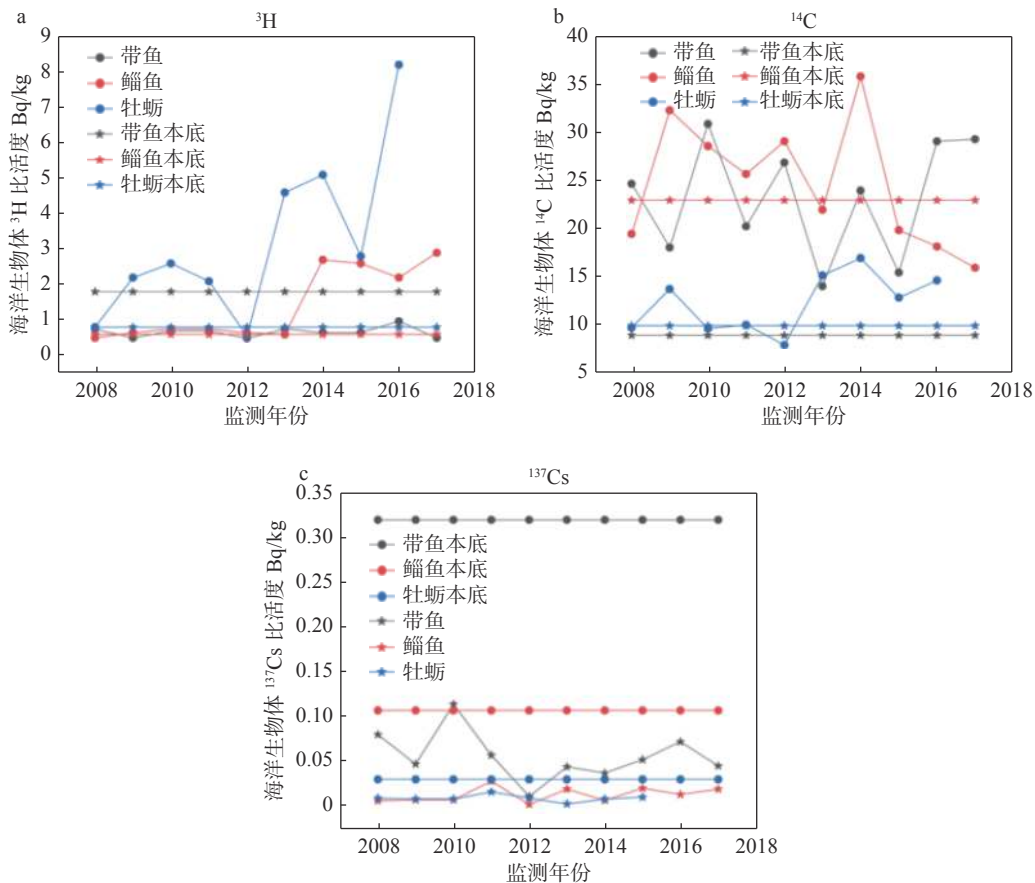 a
³H
海洋生物体 ³H 比活度 Bq/kg
9
8
7
6
5
4
3
2
1
0
带鱼
鲻鱼
牡蛎
带鱼本底
鲻鱼本底
牡蛎本底
2008 2010 2012 2014 2016 2018
监测年份
b
¹⁴C
海洋生物体 ¹⁴C 比活度 Bq/kg
40
35
30
25
20
15
10
5
带鱼 带鱼本底
鲻鱼 鲻鱼本底
牡蛎 牡蛎本底
2008 2010 2012 2014 2016 2018
监测年份
c
¹³⁷Cs
海洋生物体 ¹³⁷Cs 比活度 Bq/kg
0.35
0.30
0.25
0.20
0.15
0.10
0.05
0
带鱼本底
鲻鱼本底
牡蛎本底
带鱼
鲻鱼
牡蛎
2008 2010 2012 2014 2016 2018
监测年份